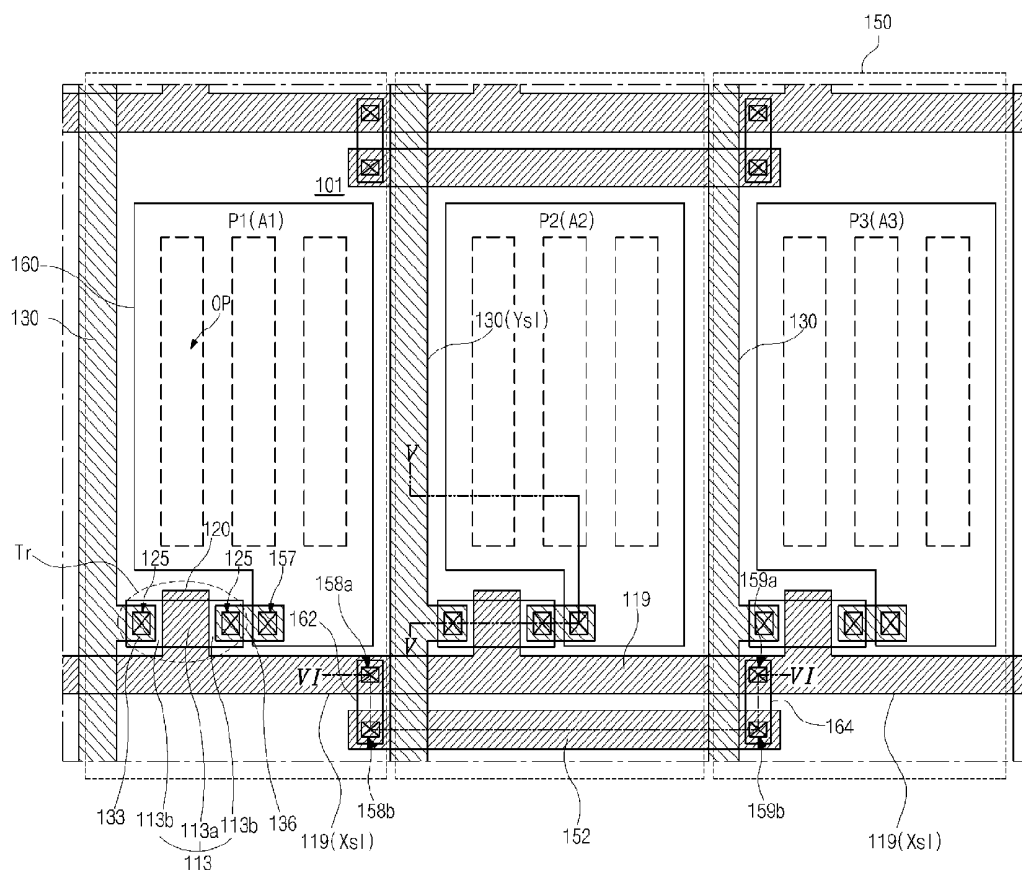 150
101
P1(A1)
P2(A2)
P3(A3)
160
OP
130
130(Ysl)
130
V
Tr
120
125
125
157
158a
162
159a
119
V
VI
VI
164
133
113b
113a
113b
136
113
119(Xsl)
158b
152
159b
119(Xsl)